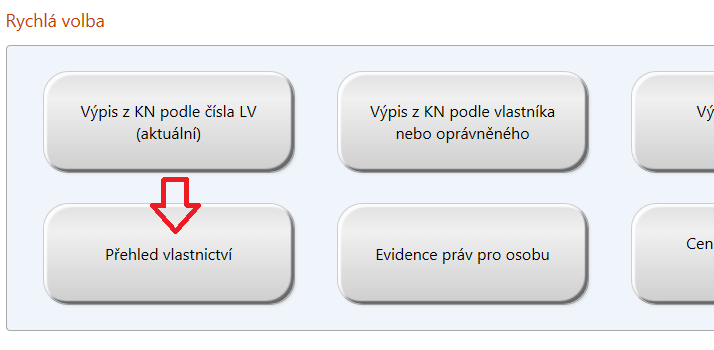 Rychlá volba
Výpis z KN podle čísla LV
(aktuální)
Výpis z KN podle vlastníka
nebo oprávněného
Přehled vlastnictví
Evidence práv pro osobu